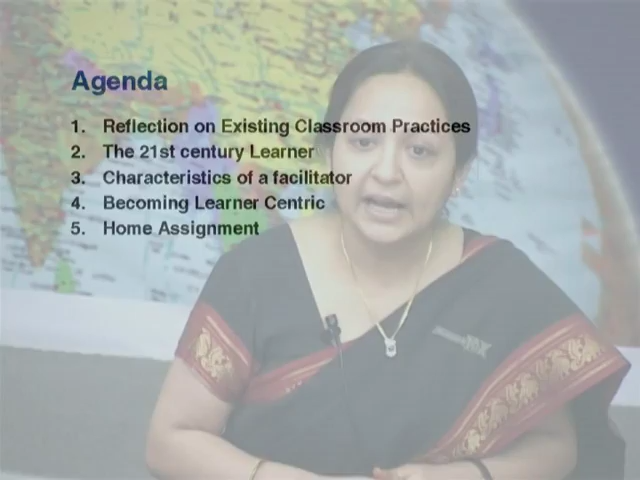 Agenda
1. Reflection on Existing Classroom Practices
2. The 21st century Learner
3. Characteristics of a facilitator
4. Becoming Learner Centric
5. Home Assignment